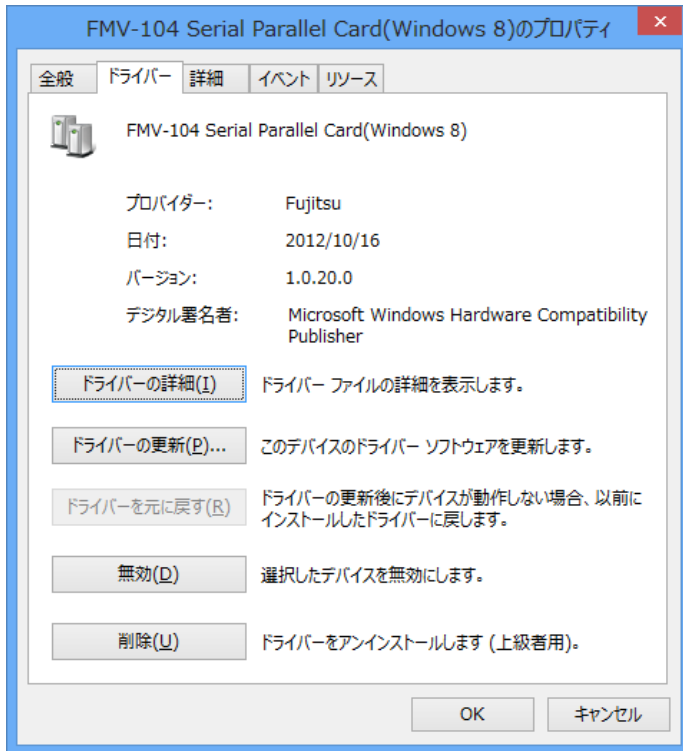 FMV-104 Serial Parallel Card(Windows 8)のプロパティ
全般 ドライバー 詳細 イベント リソース
FMV-104 Serial Parallel Card(Windows 8)
プロバイダー: Fujitsu
日付: 2012/10/16
バージョン: 1.0.20.0
デジタル署名者: Microsoft Windows Hardware Compatibility
Publisher
ドライバーの詳細(I) ドライバー ファイルの詳細を表示します。
ドライバーの更新(P)... このデバイスのドライバー ソフトウェアを更新します。
ドライバーを元に戻す(R) ドライバーの更新後にデバイスが動作しない場合、以前に
インストールしたドライバーに戻します。
無効(D) 選択したデバイスを無効にします。
削除(U) ドライバーをアンインストールします (上級者用)。
OK キャンセル